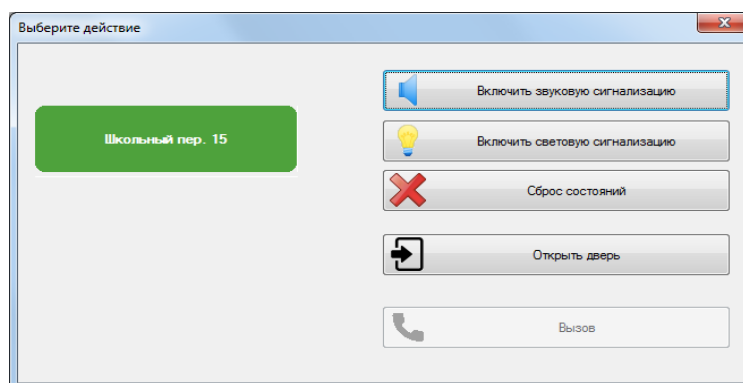 Выберите действие
Школьный пер. 15
Включить звуковую сигнализацию
Включить световую сигнализацию
Сброс состояний
Открыть дверь
Вызов